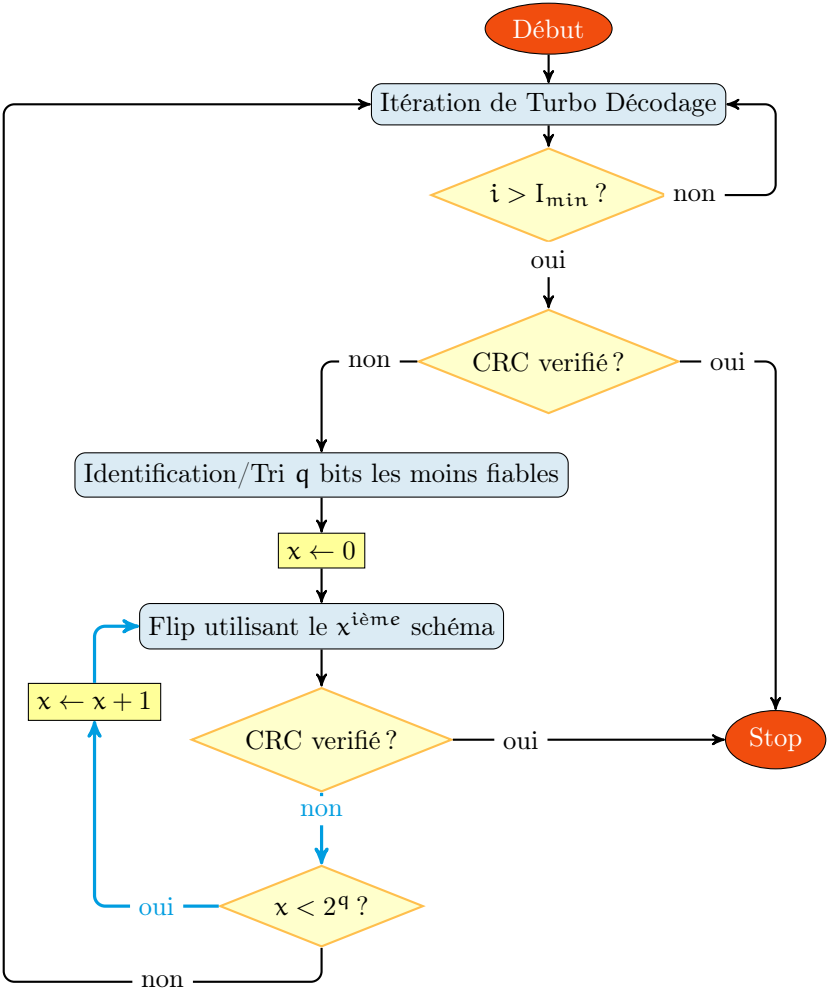 Début
Itération de Turbo Décodage
i > I_min ?
non
oui
CRC verifié ?
non
oui
Identification/Tri q bits les moins fiables
x ← 0
Flip utilisant le x^ième schéma
x ← x + 1
CRC verifié ?
oui
Stop
non
x < 2^q ?
oui
non